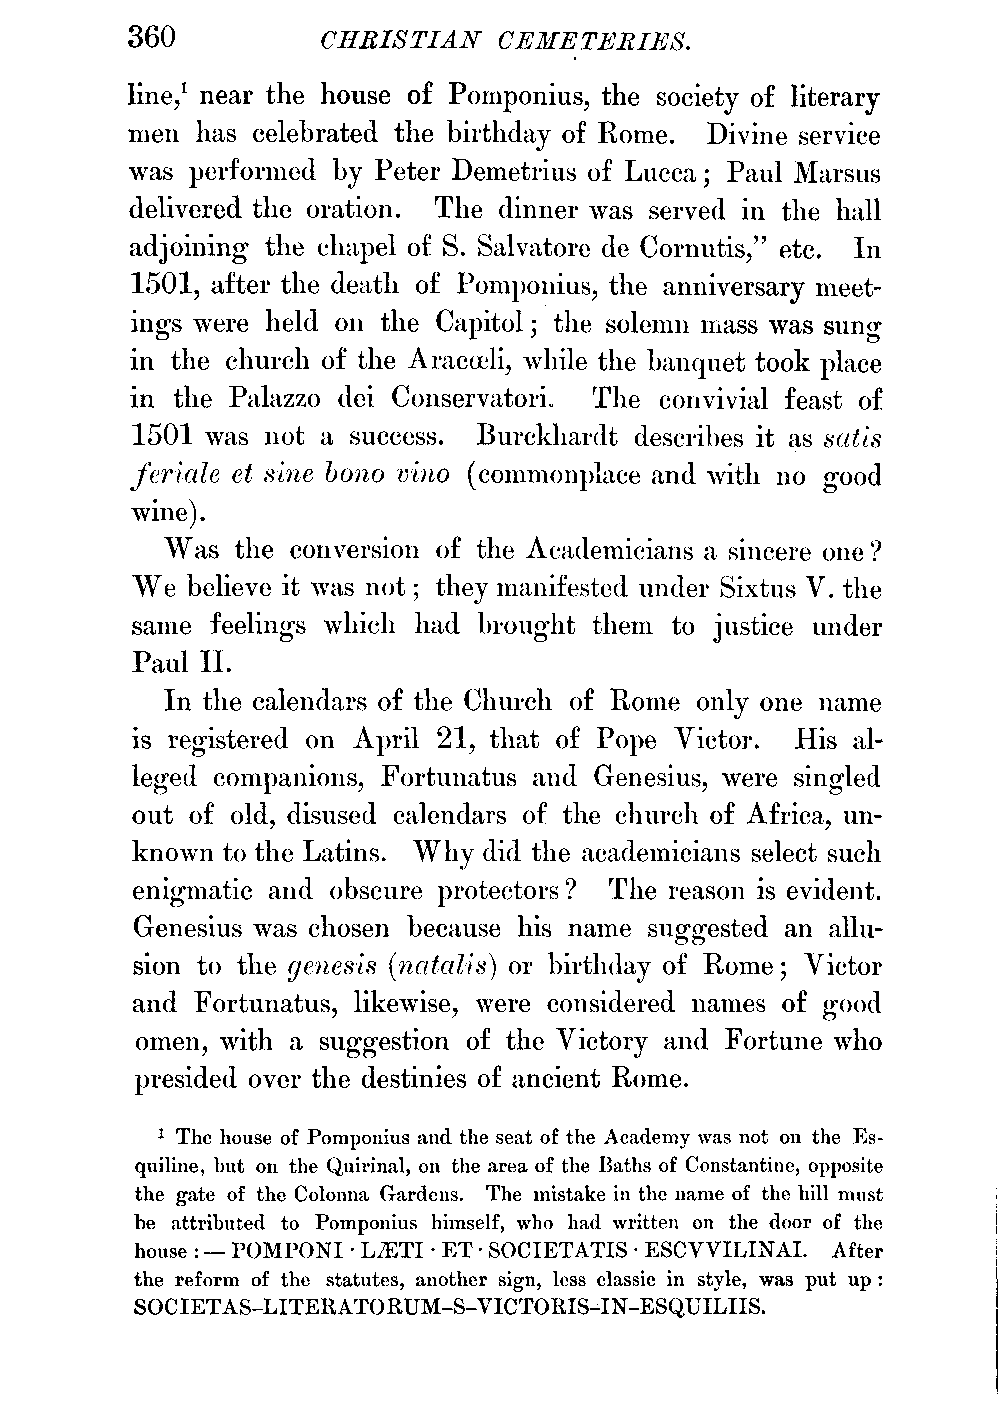 360 CHRISTIAN CEMETERIES.
line,¹ near the house of Pomponius, the society of literary
men has celebrated the birthday of Rome. Divine service
was performed by Peter Demetrius of Lucca; Paul Marsus
delivered the oration. The dinner was served in the hall
adjoining the chapel of S. Salvatore de Cornutis,” etc. In
1501, after the death of Pomponius, the anniversary meet-
ings were held on the Capitol; the solemn mass was sung
in the church of the Aracœli, while the banquet took place
in the Palazzo dei Conservatori. The convivial feast of
1501 was not a success. Burckhardt describes it as satis
feriale et sine bono vino (commonplace and with no good
wine).
Was the conversion of the Academicians a sincere one?
We believe it was not; they manifested under Sixtus V. the
same feelings which had brought them to justice under
Paul II.
In the calendars of the Church of Rome only one name
is registered on April 21, that of Pope Victor. His al-
leged companions, Fortunatus and Genesius, were singled
out of old, disused calendars of the church of Africa, un-
known to the Latins. Why did the academicians select such
enigmatic and obscure protectors? The reason is evident.
Genesius was chosen because his name suggested an allu-
sion to the genesis (natalis) or birthday of Rome; Victor
and Fortunatus, likewise, were considered names of good
omen, with a suggestion of the Victory and Fortune who
presided over the destinies of ancient Rome.
¹ The house of Pomponius and the seat of the Academy was not on the Es-
quiline, but on the Quirinal, on the area of the Baths of Constantine, opposite
the gate of the Colonna Gardens. The mistake in the name of the hill must
be attributed to Pomponius himself, who had written on the door of the
house:— POMPONI · LÆTI · ET · SOCIETATIS · ESCVVILINAI. After
the reform of the statutes, another sign, less classic in style, was put up:
SOCIETAS–LITERATORUM–S–VICTORIS–IN–ESQUILIIS.